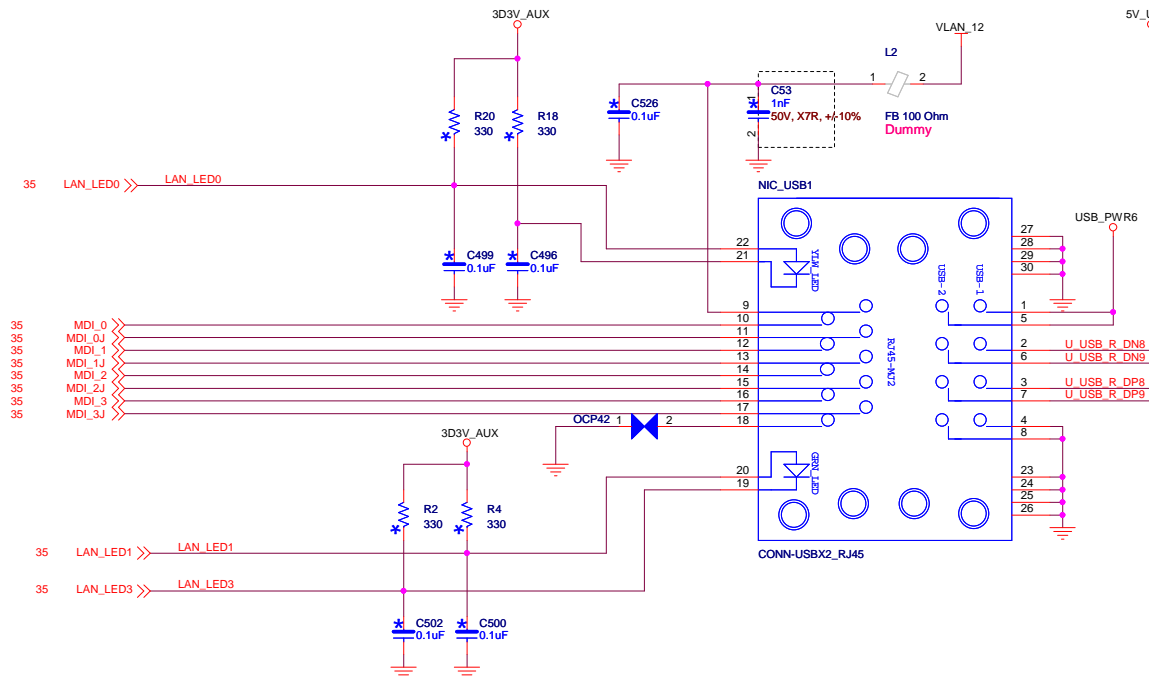 3D3V_AUX
5V_U
VLAN_12
L2
1 2
C526
0.1uF
1
C53
1nF
50V, X7R, +/-10%
2
FB 100 Ohm
Dummy
R20
330
R18
330
35 LAN_LED0 LAN_LED0
NIC_USB1
USB_PWR6
C499
0.1uF
C496
0.1uF
22
21
YLW_LED
27
28
29
30
USB-2
USB-1
9
10
11
12
13
14
15
16
17
18
RJ45-MJ2
1
5
2
6
3
7
4
8
U_USB_R_DN8
U_USB_R_DN9
U_USB_R_DP8
U_USB_R_DP9
35 MDI_0
35 MDI_0J
35 MDI_1
35 MDI_1J
35 MDI_2
35 MDI_2J
35 MDI_3
35 MDI_3J
OCP42 1 2
3D3V_AUX
20
19
GRN_LED
23
24
25
26
R2
330
R4
330
35 LAN_LED1 LAN_LED1
CONN-USBX2_RJ45
35 LAN_LED3 LAN_LED3
C502
0.1uF
C500
0.1uF